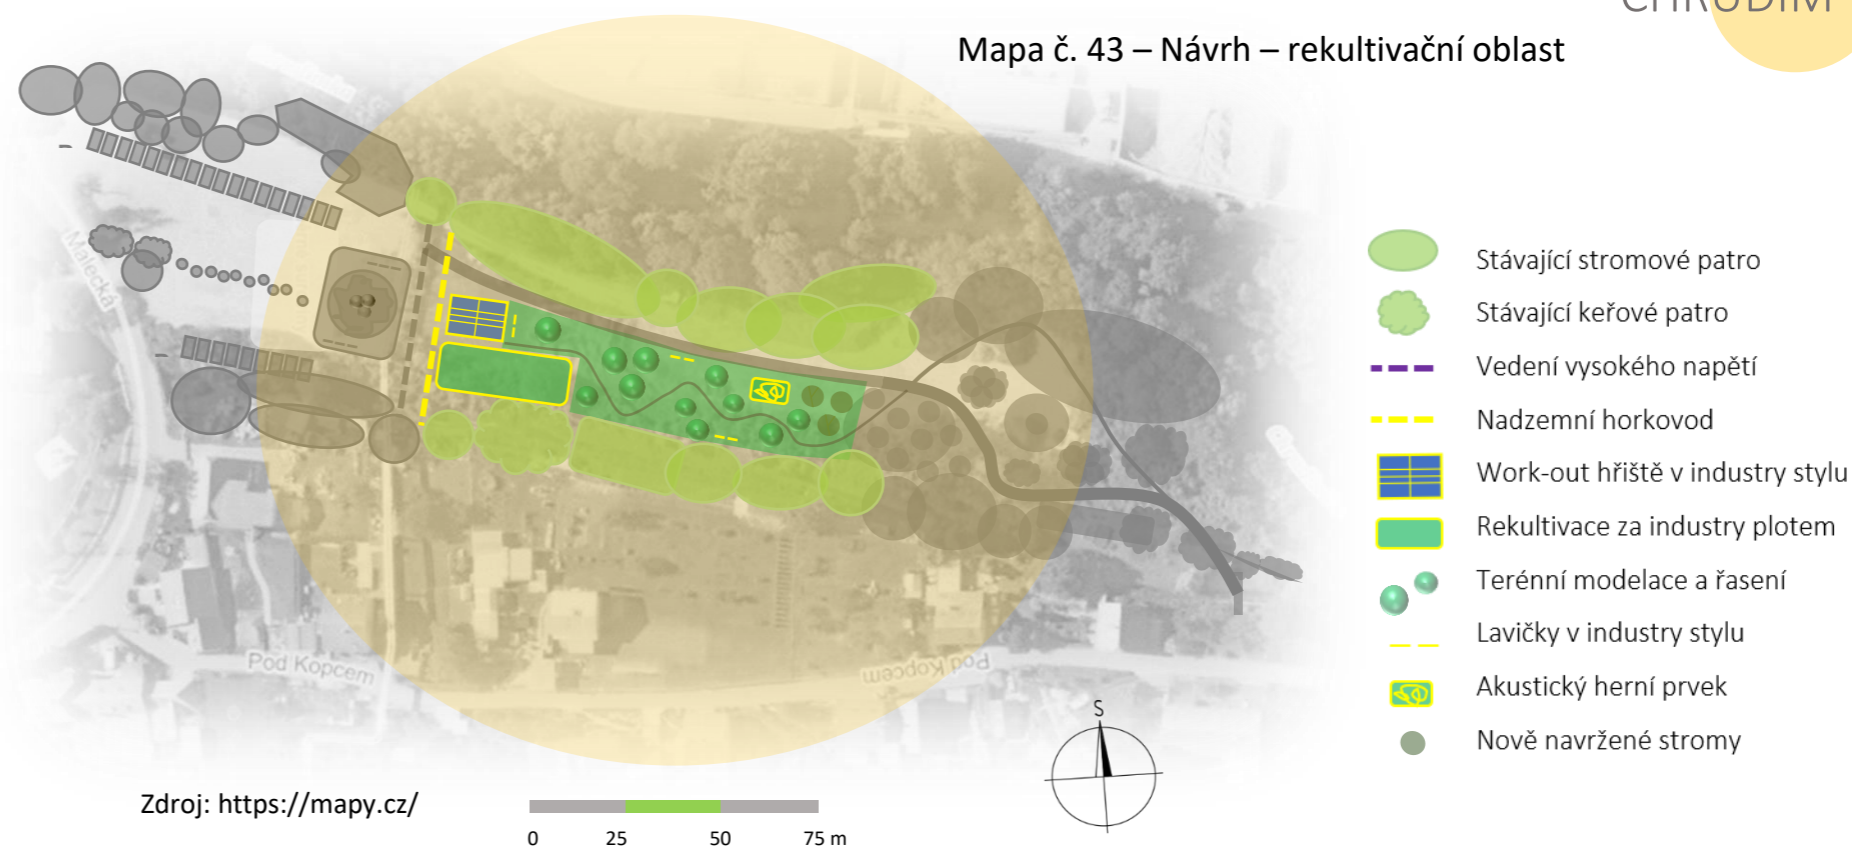 CHRUDIM
Mapa č. 43 – Návrh – rekultivační oblast
Malecká
Stávající stromové patro
Stávající keřové patro
Vedení vysokého napětí
Nadzemní horkovod
Work-out hřiště v industry stylu
Rekultivace za industry plotem
Terénní modelace a řasení
Lavičky v industry stylu
Akustický herní prvek
Nově navržené stromy
Pod Kopcem
Pod Kopcem
S
Zdroj: https://mapy.cz/
0 25 50 75 m